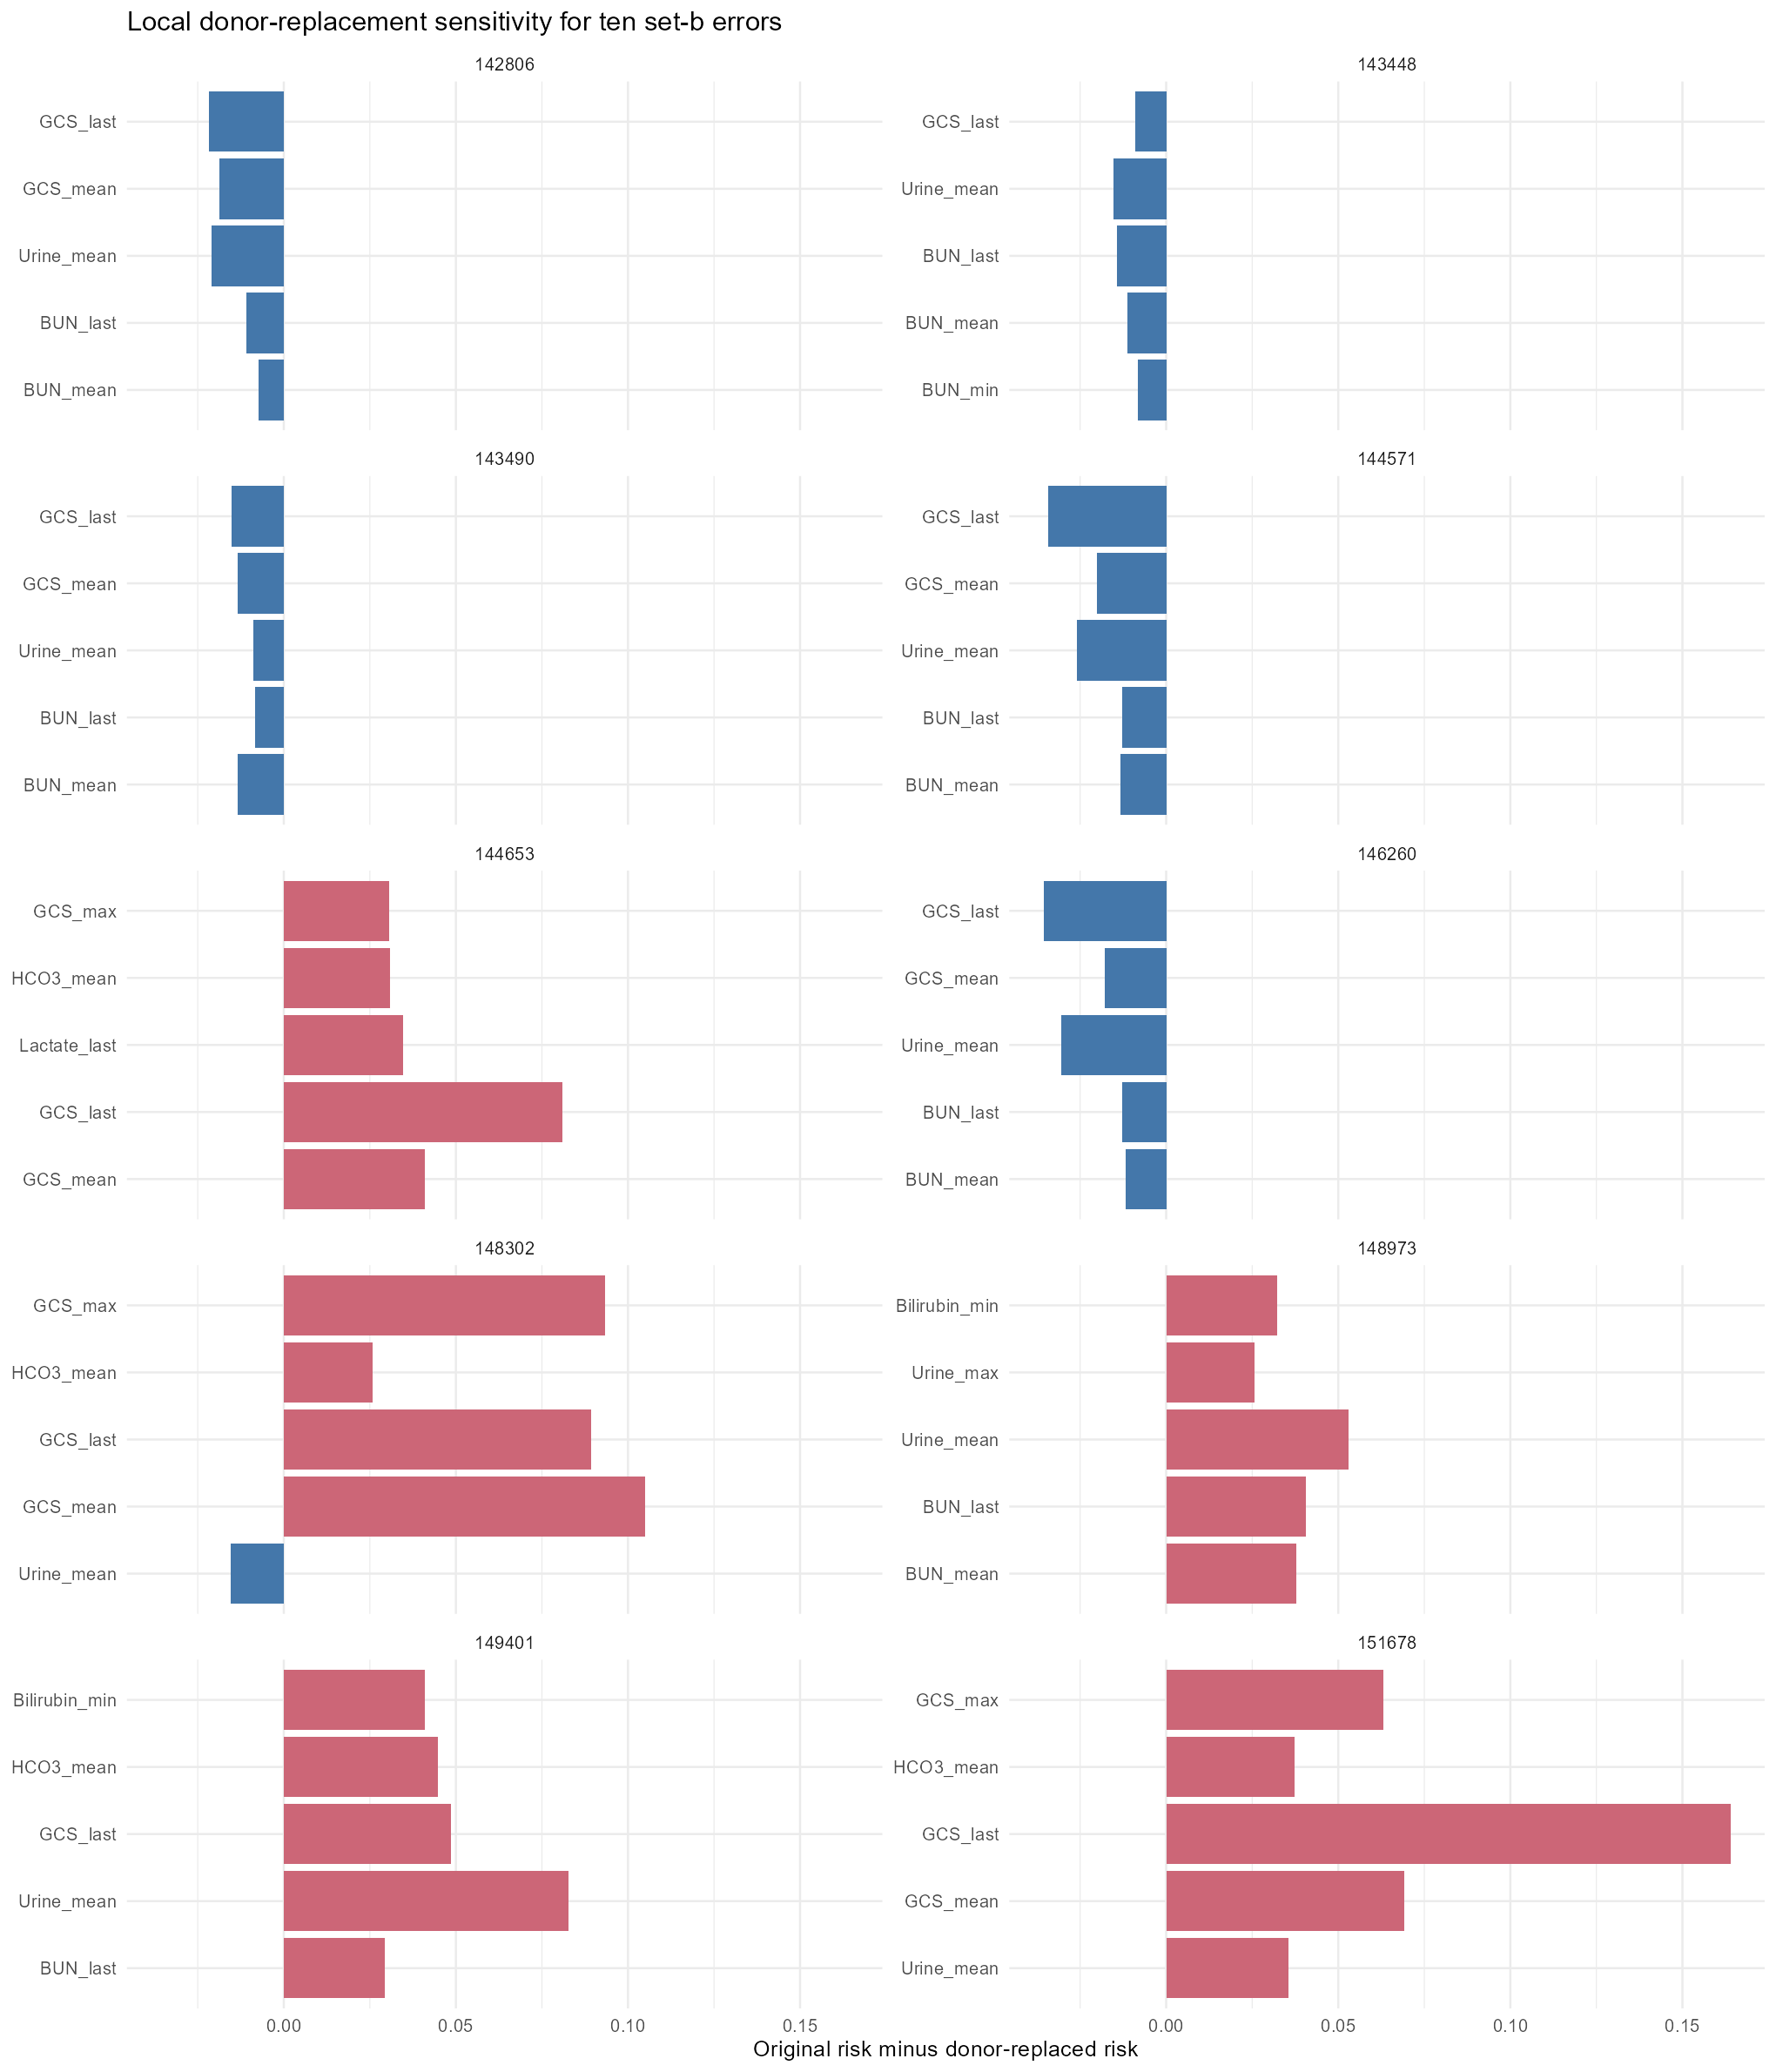 Local donor-replacement sensitivity for ten set-b errors
142806
GCS_last
GCS_mean
Urine_mean
BUN_last
BUN_mean
143448
GCS_last
Urine_mean
BUN_last
BUN_mean
BUN_min
143490
GCS_last
GCS_mean
Urine_mean
BUN_last
BUN_mean
144571
GCS_last
GCS_mean
Urine_mean
BUN_last
BUN_mean
144653
GCS_max
HCO3_mean
Lactate_last
GCS_last
GCS_mean
146260
GCS_last
GCS_mean
Urine_mean
BUN_last
BUN_mean
148302
GCS_max
HCO3_mean
GCS_last
GCS_mean
Urine_mean
148973
Bilirubin_min
Urine_max
Urine_mean
BUN_last
BUN_mean
149401
Bilirubin_min
HCO3_mean
GCS_last
Urine_mean
BUN_last
0.00 0.05 0.10 0.15
151678
GCS_max
HCO3_mean
GCS_last
GCS_mean
Urine_mean
0.00 0.05 0.10 0.15
Original risk minus donor-replaced risk